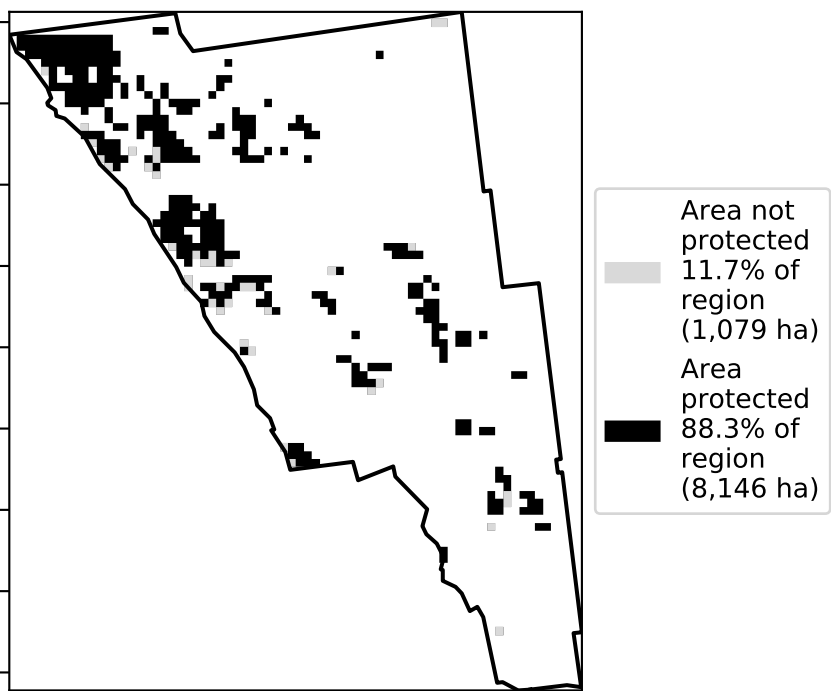 Area not
protected
11.7% of
region
(1,079 ha)
Area
protected
88.3% of
region
(8,146 ha)